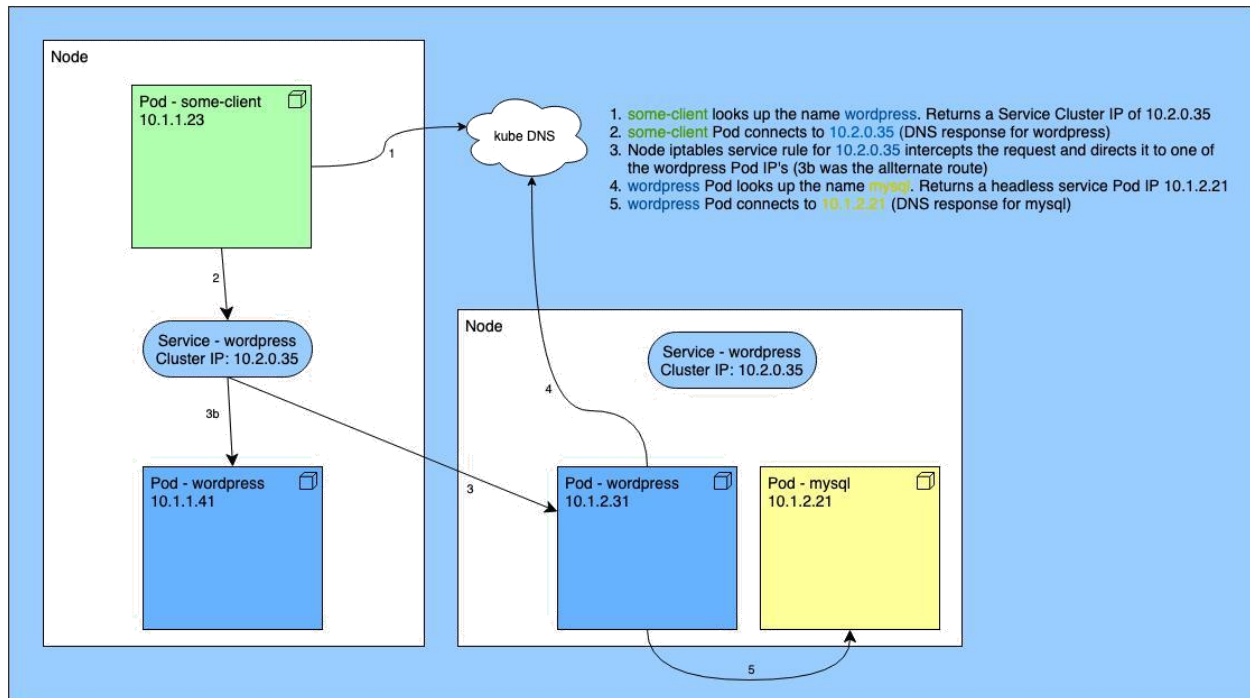 Node
Pod - some-client
10.1.1.23
1
kube DNS
1. some-client looks up the name wordpress. Returns a Service Cluster IP of 10.2.0.35
2. some-client Pod connects to 10.2.0.35 (DNS response for wordpress)
3. Node iptables service rule for 10.2.0.35 intercepts the request and directs it to one of
the wordpress Pod IP's (3b was the allternate route)
4. wordpress Pod looks up the name mysql. Returns a headless service Pod IP 10.1.2.21
5. wordpress Pod connects to 10.1.2.21 (DNS response for mysql)
2
Service - wordpress
Cluster IP: 10.2.0.35
3b
Pod - wordpress
10.1.1.41
3
Node
Service - wordpress
Cluster IP: 10.2.0.35
4
Pod - wordpress
10.1.2.31
Pod - mysql
10.1.2.21
5